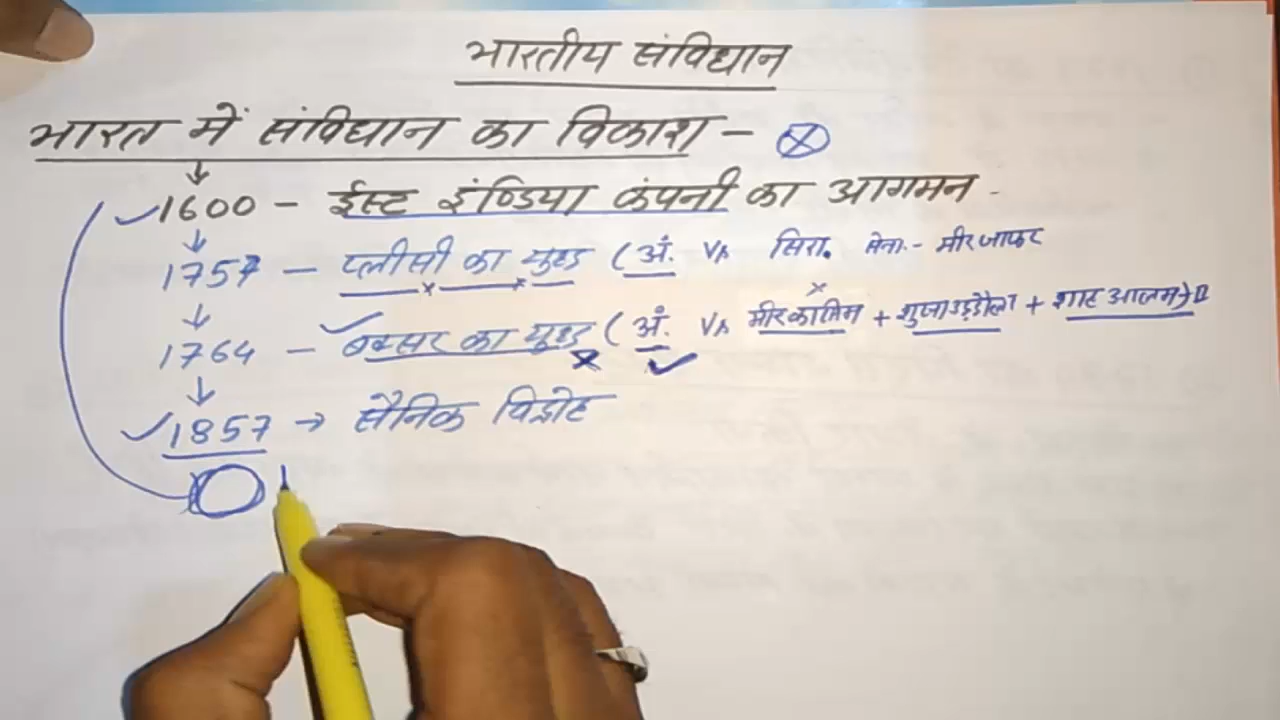 भारतीय संविधान
भारत में संविधान का विकाश -
1600 - ईस्ट इंण्डिया कंपनी का आगमन -
1757 - प्लीसी का युद्ध ( अं. Vs सिरा. सेना. - मीरजाफर
1764 - बक्सर का युद्ध ( अं. Vs मीरकासिम + शुजाउद्दौला + शाह आलम) II
1857 → सैनिक विद्रोह